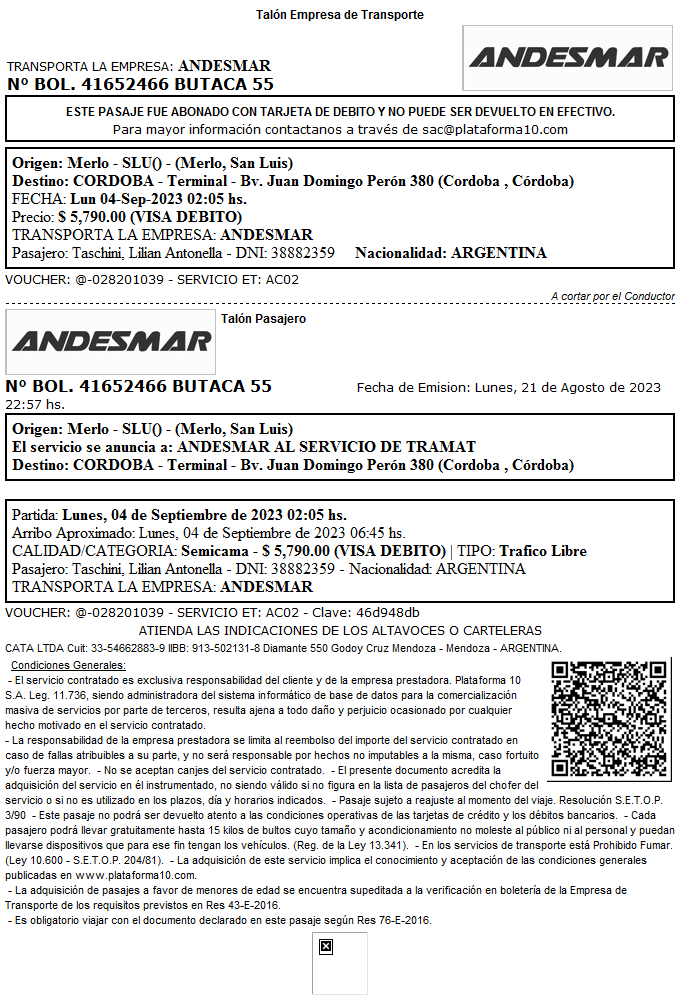 Talón Empresa de Transporte
ANDESMAR
TRANSPORTA LA EMPRESA: ANDESMAR
Nº BOL. 41652466 BUTACA 55
ESTE PASAJE FUE ABONADO CON TARJETA DE DEBITO Y NO PUEDE SER DEVUELTO EN EFECTIVO.
Para mayor información contactanos a través de sac@plataforma10.com
Origen: Merlo - SLU() - (Merlo, San Luis)
Destino: CORDOBA - Terminal - Bv. Juan Domingo Perón 380 (Cordoba , Córdoba)
FECHA: Lun 04-Sep-2023 02:05 hs.
Precio: $ 5,790.00 (VISA DEBITO)
TRANSPORTA LA EMPRESA: ANDESMAR
Pasajero: Taschini, Lilian Antonella - DNI: 38882359 Nacionalidad: ARGENTINA
VOUCHER: @-028201039 - SERVICIO ET: AC02
A cortar por el Conductor
ANDESMAR
Talón Pasajero
Nº BOL. 41652466 BUTACA 55 Fecha de Emision: Lunes, 21 de Agosto de 2023
22:57 hs.
Origen: Merlo - SLU() - (Merlo, San Luis)
El servicio se anuncia a: ANDESMAR AL SERVICIO DE TRAMAT
Destino: CORDOBA - Terminal - Bv. Juan Domingo Perón 380 (Cordoba , Córdoba)
Partida: Lunes, 04 de Septiembre de 2023 02:05 hs.
Arribo Aproximado: Lunes, 04 de Septiembre de 2023 06:45 hs.
CALIDAD/CATEGORIA: Semicama - $ 5,790.00 (VISA DEBITO) | TIPO: Trafico Libre
Pasajero: Taschini, Lilian Antonella - DNI: 38882359 - Nacionalidad: ARGENTINA
TRANSPORTA LA EMPRESA: ANDESMAR
VOUCHER: @-028201039 - SERVICIO ET: AC02 - Clave: 46d948db
ATIENDA LAS INDICACIONES DE LOS ALTAVOCES O CARTELERAS
CATA LTDA Cuit: 33-54662883-9 IIBB: 913-502131-8 Diamante 550 Godoy Cruz Mendoza - Mendoza - ARGENTINA.
Condiciones Generales:
- El servicio contratado es exclusiva responsabilidad del cliente y de la empresa prestadora. Plataforma 10
S.A. Leg. 11.736, siendo administradora del sistema informático de base de datos para la comercialización
masiva de servicios por parte de terceros, resulta ajena a todo daño y perjuicio ocasionado por cualquier
hecho motivado en el servicio contratado.
- La responsabilidad de la empresa prestadora se limita al reembolso del importe del servicio contratado en
caso de fallas atribuibles a su parte, y no será responsable por hechos no imputables a la misma, caso fortuito
y/o fuerza mayor. - No se aceptan canjes del servicio contratado. - El presente documento acredita la
adquisición del servicio en él instrumentado, no siendo válido si no figura en la lista de pasajeros del chofer del
servicio o si no es utilizado en los plazos, día y horarios indicados. - Pasaje sujeto a reajuste al momento del viaje. Resolución S.E.T.O.P.
3/90 - Este pasaje no podrá ser devuelto atento a las condiciones operativas de las tarjetas de crédito y los débitos bancarios. - Cada
pasajero podrá llevar gratuitamente hasta 15 kilos de bultos cuyo tamaño y acondicionamiento no moleste al público ni al personal y puedan
llevarse dispositivos que para ese fin tengan los vehículos. (Reg. de la Ley 13.341). - En los servicios de transporte está Prohibido Fumar.
(Ley 10.600 - S.E.T.O.P. 204/81). - La adquisición de este servicio implica el conocimiento y aceptación de las condiciones generales
publicadas en www.plataforma10.com.
- La adquisición de pasajes a favor de menores de edad se encuentra supeditada a la verificación en boletería de la Empresa de
Transporte de los requisitos previstos en Res 43-E-2016.
- Es obligatorio viajar con el documento declarado en este pasaje según Res 76-E-2016.